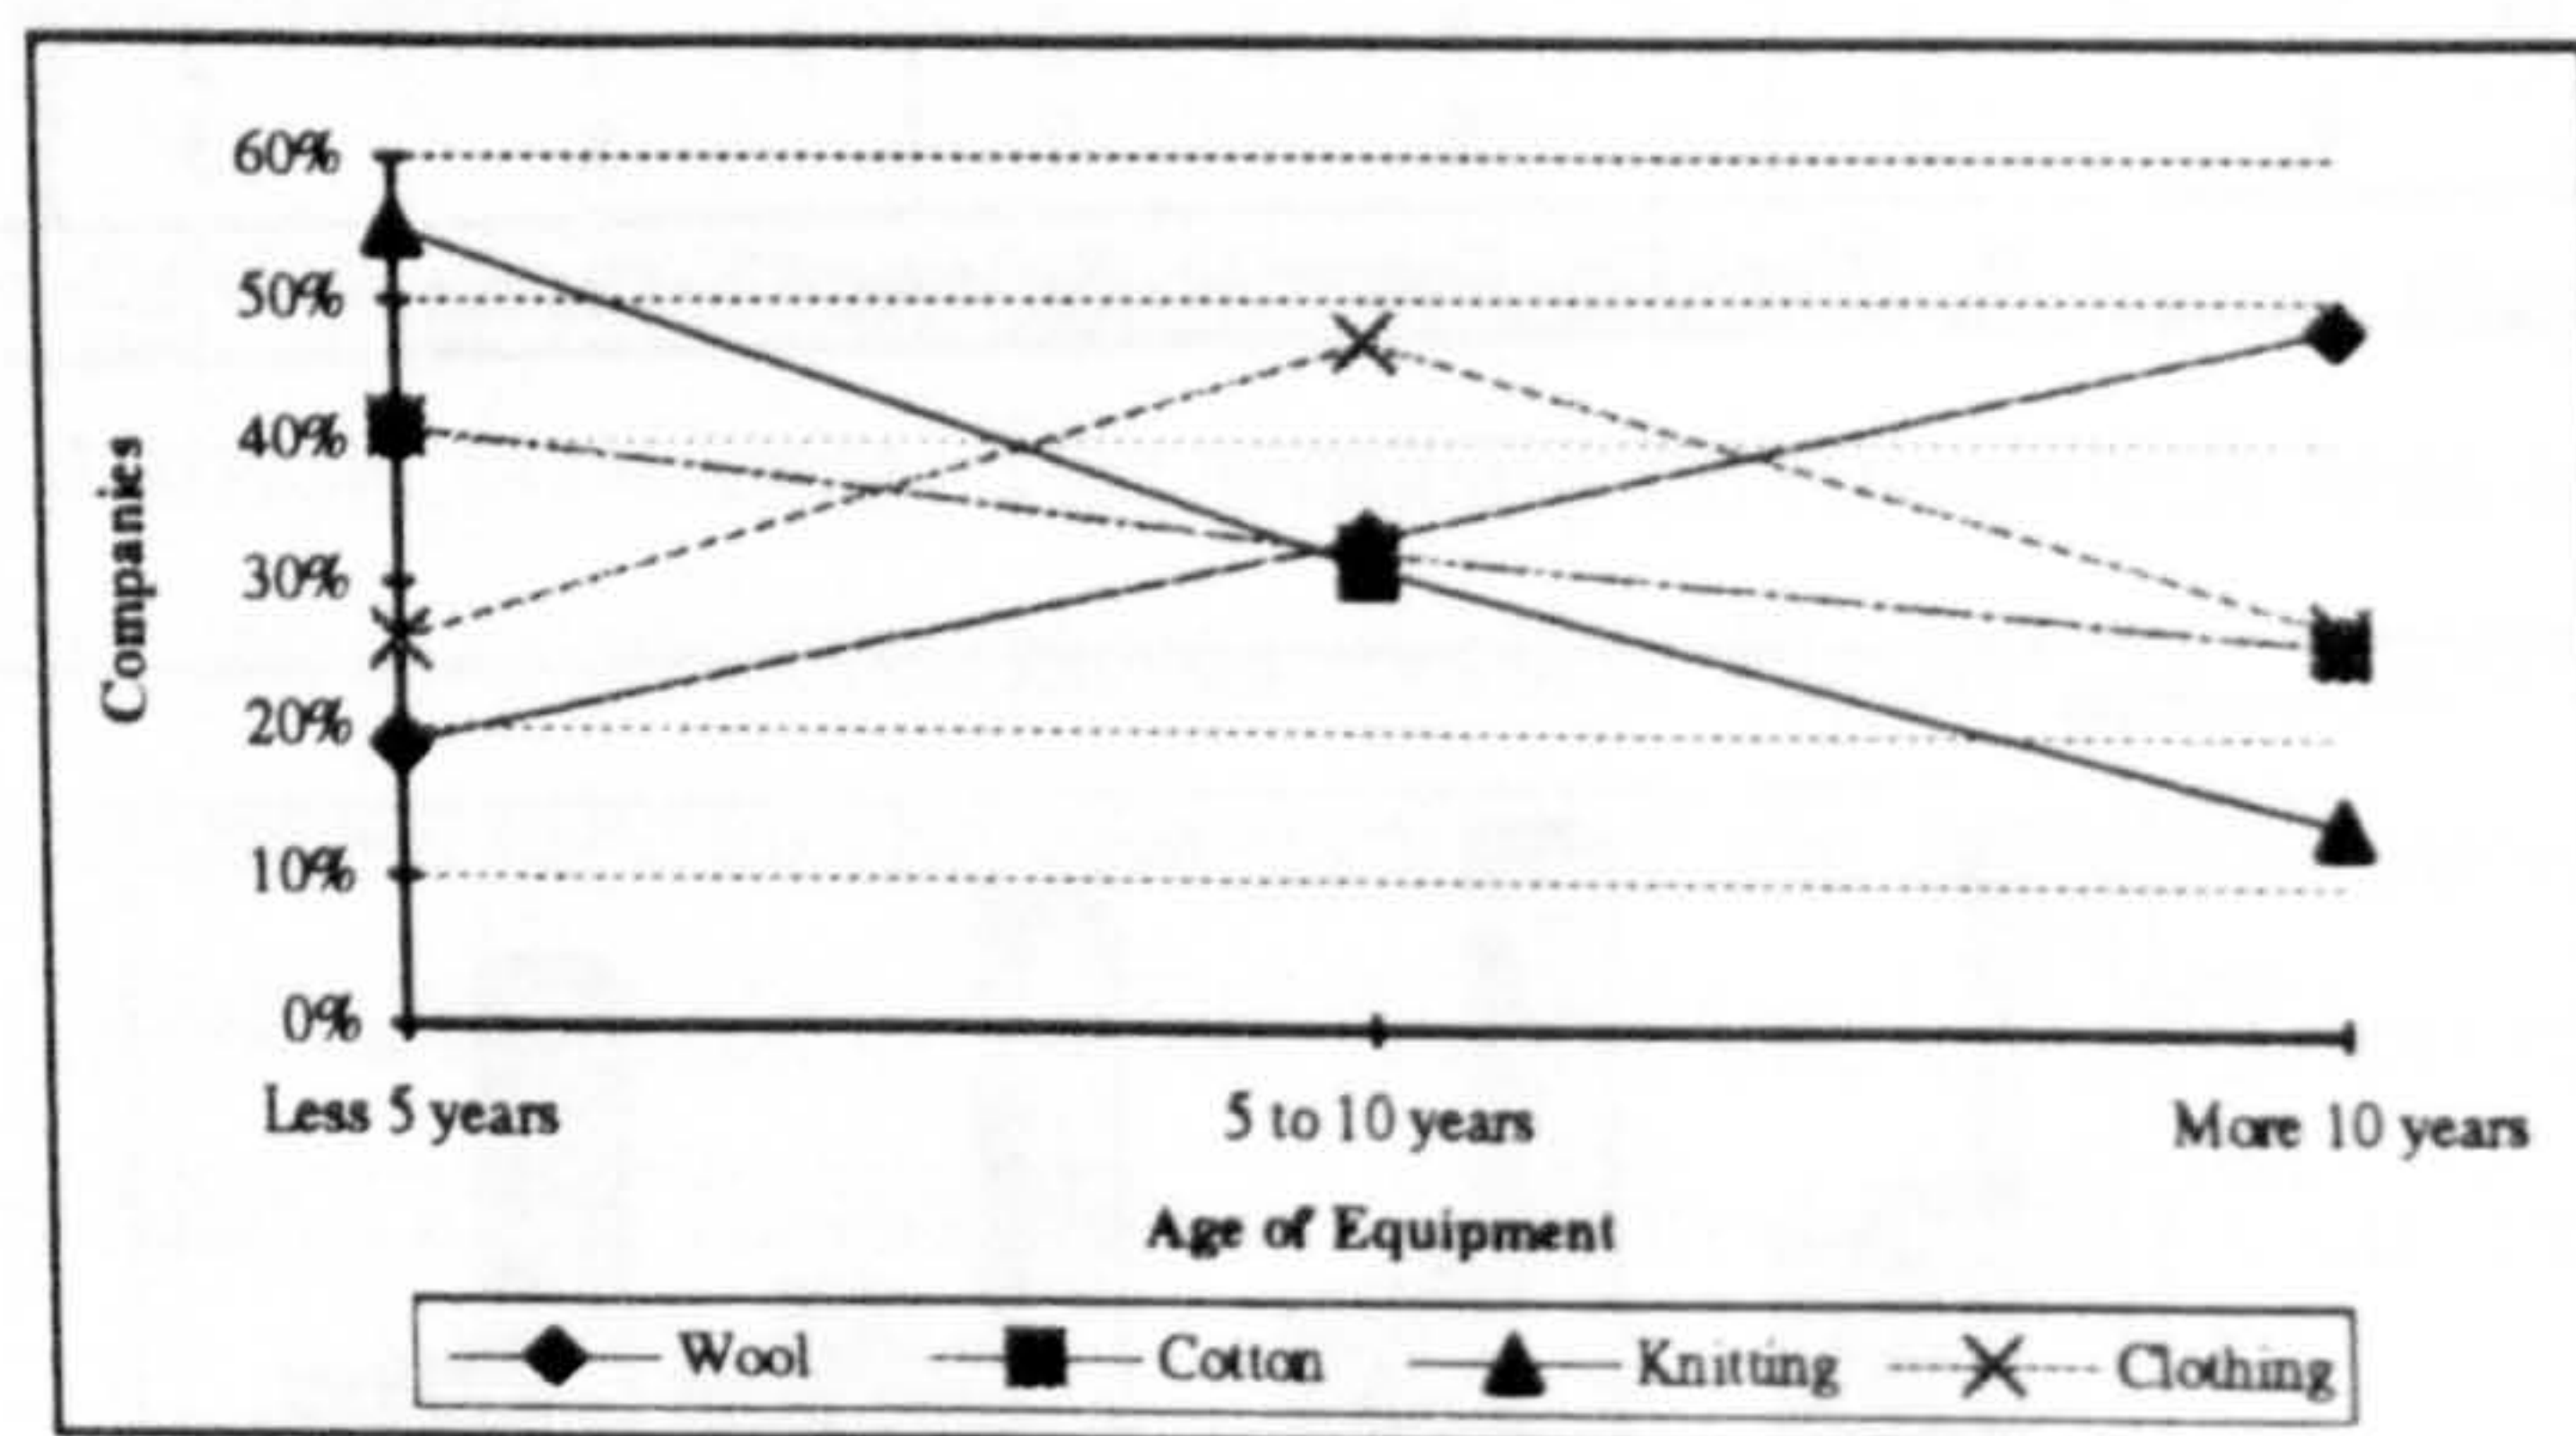 60%
50%
40%
30%
20%
10%
0%
Companies
Less 5 years 5 to 10 years More 10 years
Age of Equipment
Wool Cotton Knitting Clothing